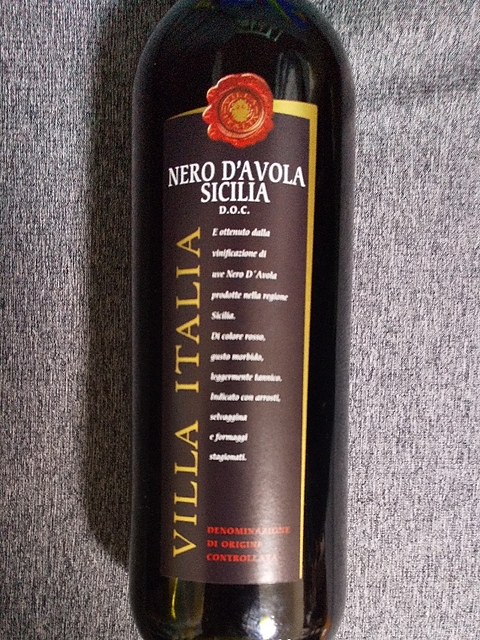 NERO D'AVOLA
SICILIA
D.O.C.
VILLA ITALIA
E ottenuto dalla
vinificazione di
uve Nero D'Avola
prodotte nella regione
Sicilia.
Di colore rosso,
gusto morbido,
leggermente tannico.
Indicato con arrosti,
selvaggina
e formaggi
stagionati.
DENOMINAZIONE
DI ORIGINE
CONTROLLATA